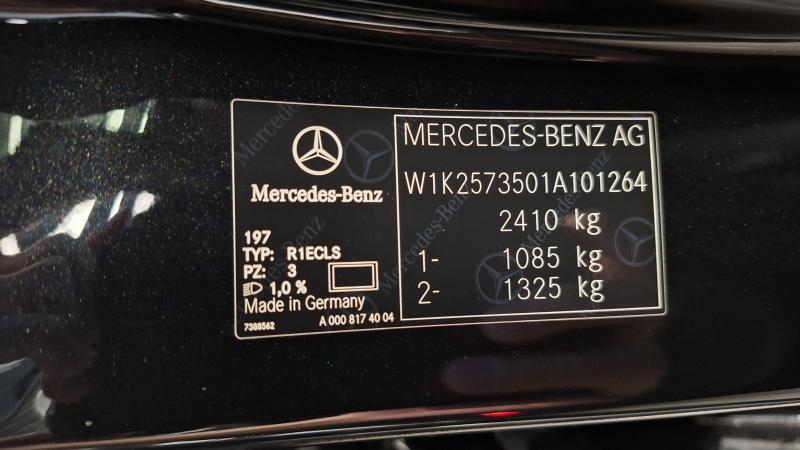 Mercedes-Benz
197
TYP: R1ECLS
PZ: 3
1,0 %
Made in Germany
7388562
A 000 817 40 04
MERCEDES-BENZ AG
W1K2573501A101264
2410 kg
1- 1085 kg
2- 1325 kg